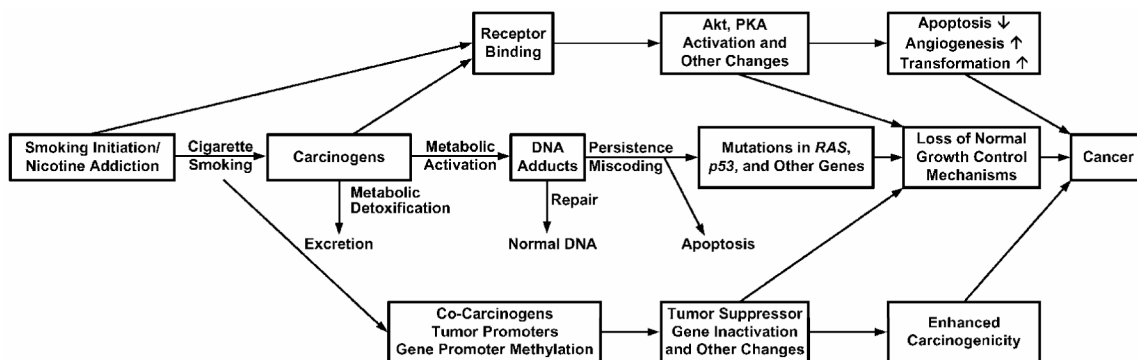 Receptor
Binding
Akt, PKA
Activation and
Other Changes
Apoptosis ↓
Angiogenesis ↑
Transformation ↑
Smoking Initiation/
Nicotine Addiction
Cigarette
Smoking
Carcinogens
Metabolic
Activation
DNA
Adducts
Persistence
Miscoding
Mutations in RAS,
p53, and Other Genes
Loss of Normal
Growth Control
Mechanisms
Cancer
Metabolic
Detoxification
Repair
Excretion
Normal DNA
Apoptosis
Co-Carcinogens
Tumor Promoters
Gene Promoter Methylation
Tumor Suppressor
Gene Inactivation
and Other Changes
Enhanced
Carcinogenicity